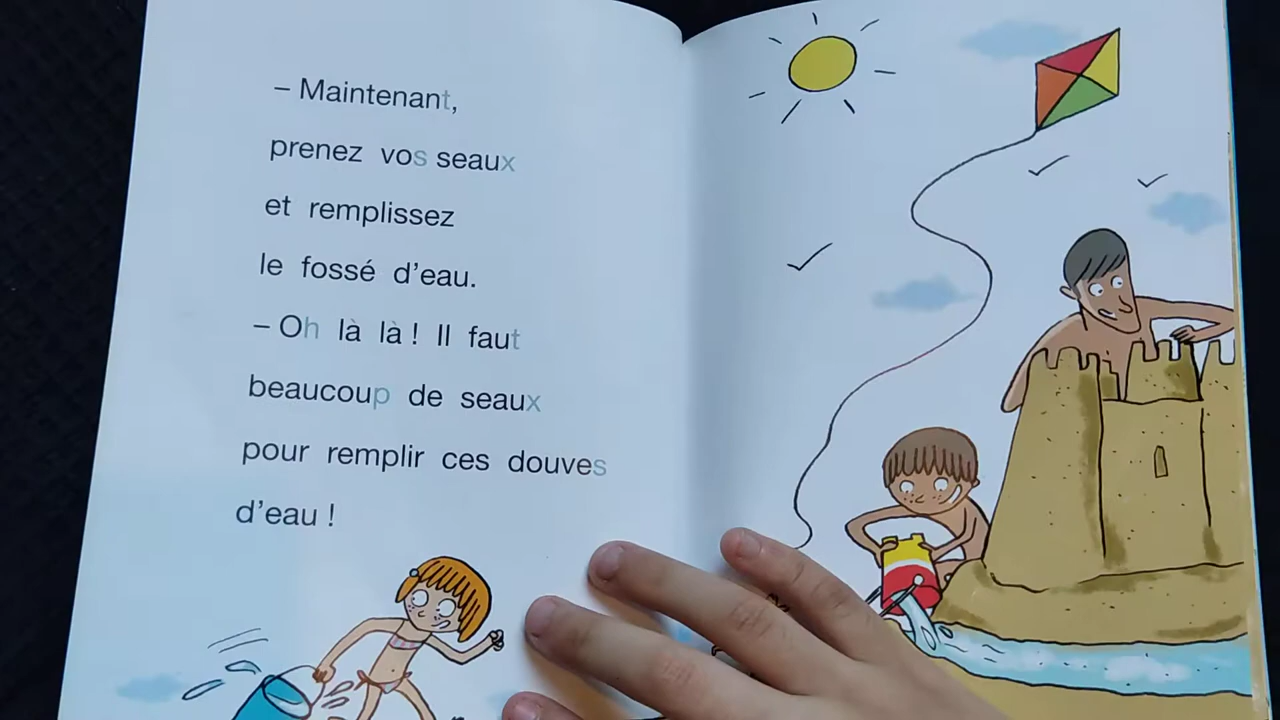 – Maintenant,
prenez vos seaux
et remplissez
le fossé d'eau.
– Oh là là ! Il faut
beaucoup de seaux
pour remplir ces douves
d'eau !